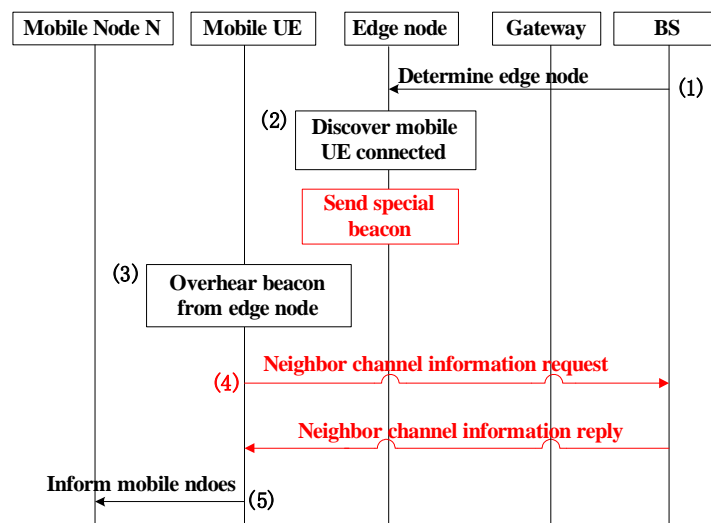 Mobile Node N Mobile UE Edge node Gateway BS
Determine edge node (1)
(2) Discover mobile
UE connected
Send special
beacon
(3) Overhear beacon
from edge node
Neighbor channel information request
(4)
Neighbor channel information reply
Inform mobile ndoes (5)